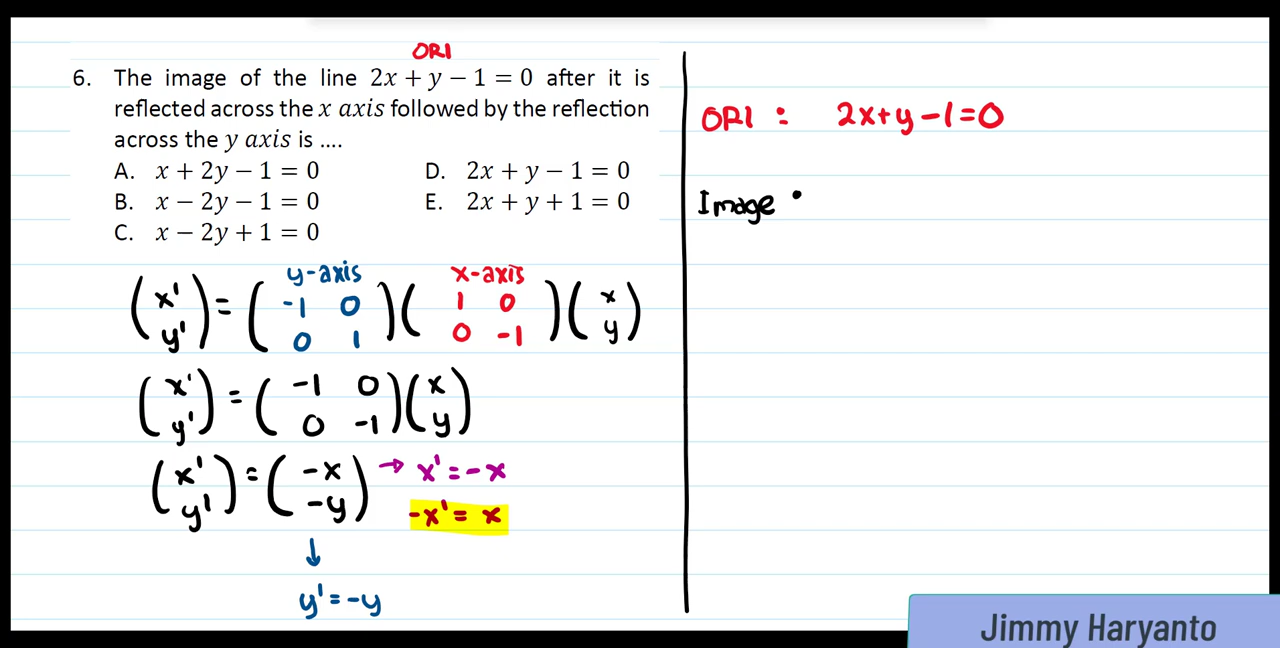 ORI
6. The image of the line 2x + y − 1 = 0 after it is
reflected across the x axis followed by the reflection
across the y axis is ....
A. x + 2y − 1 = 0
B. x − 2y − 1 = 0
C. x − 2y + 1 = 0
D. 2x + y − 1 = 0
E. 2x + y + 1 = 0
y-axis x-axis
(x' y') = (-1 0 0 1)(1 0 0 -1)(x y)
(x' y') = (-1 0 0 -1)(x y)
(x' y') = (-x -y) → x' = -x
-x' = x
↓
y' = -y
ORI : 2x+y-1=0
Image •
Jimmy Haryanto